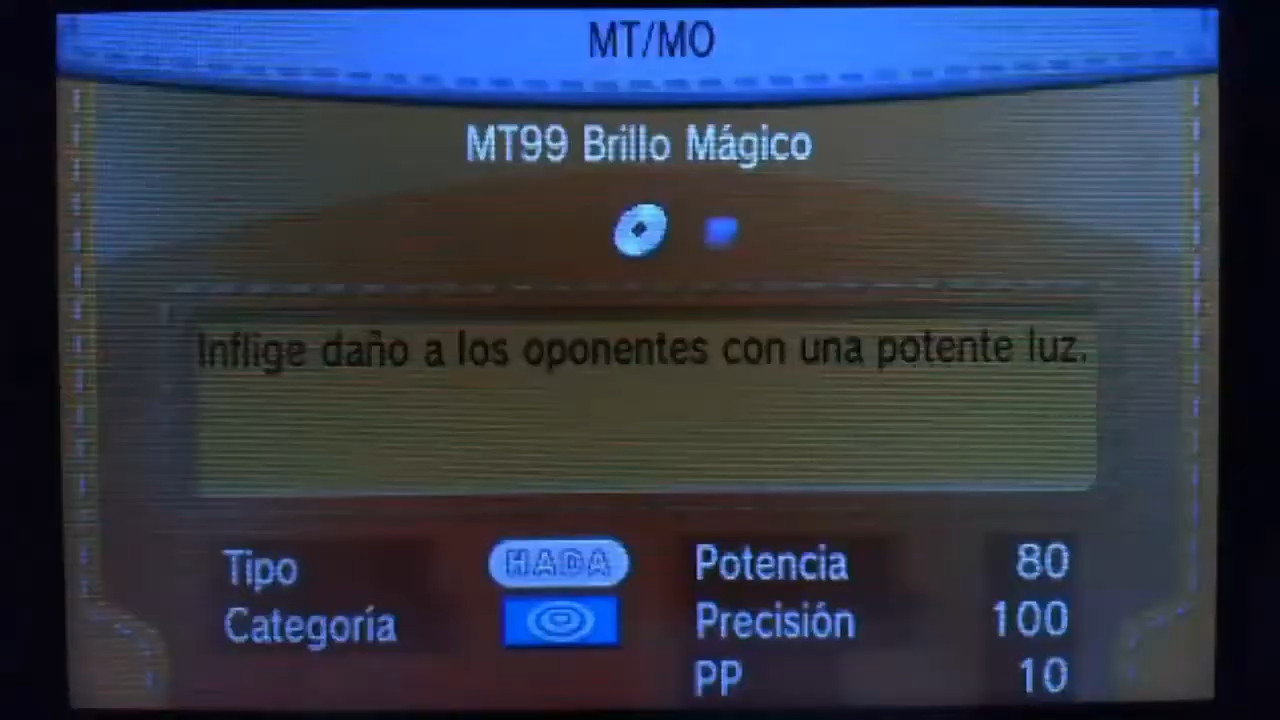 MT/MO
MT99 Brillo Mágico
Inflige daño a los oponentes con una potente luz.
Tipo HADA
Potencia 80
Categoría
Precisión 100
PP 10